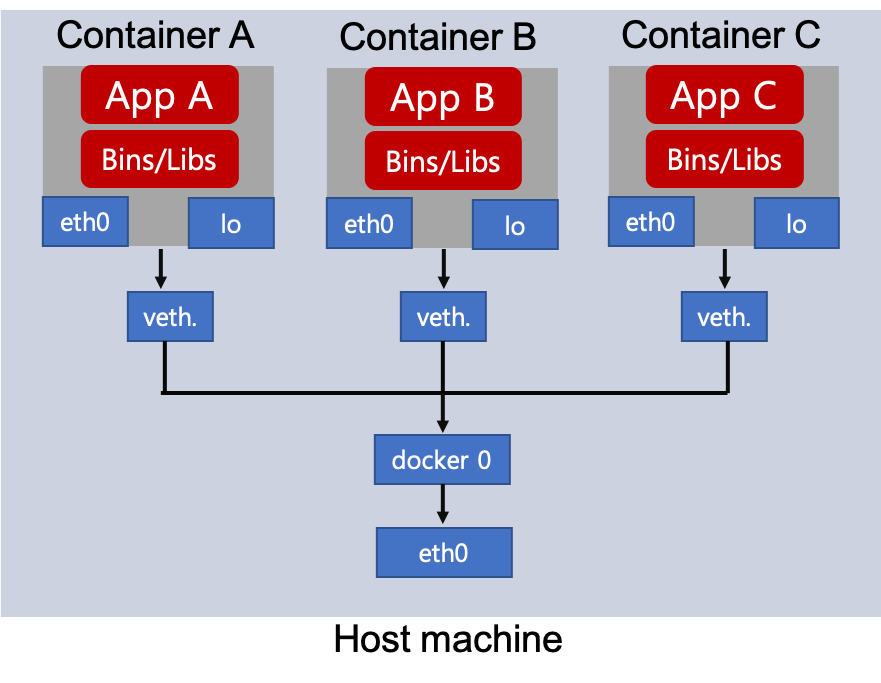 Container A
Container B
Container C
App A
App B
App C
Bins/Libs
Bins/Libs
Bins/Libs
eth0
lo
eth0
lo
eth0
lo
veth.
veth.
veth.
docker 0
eth0
Host machine